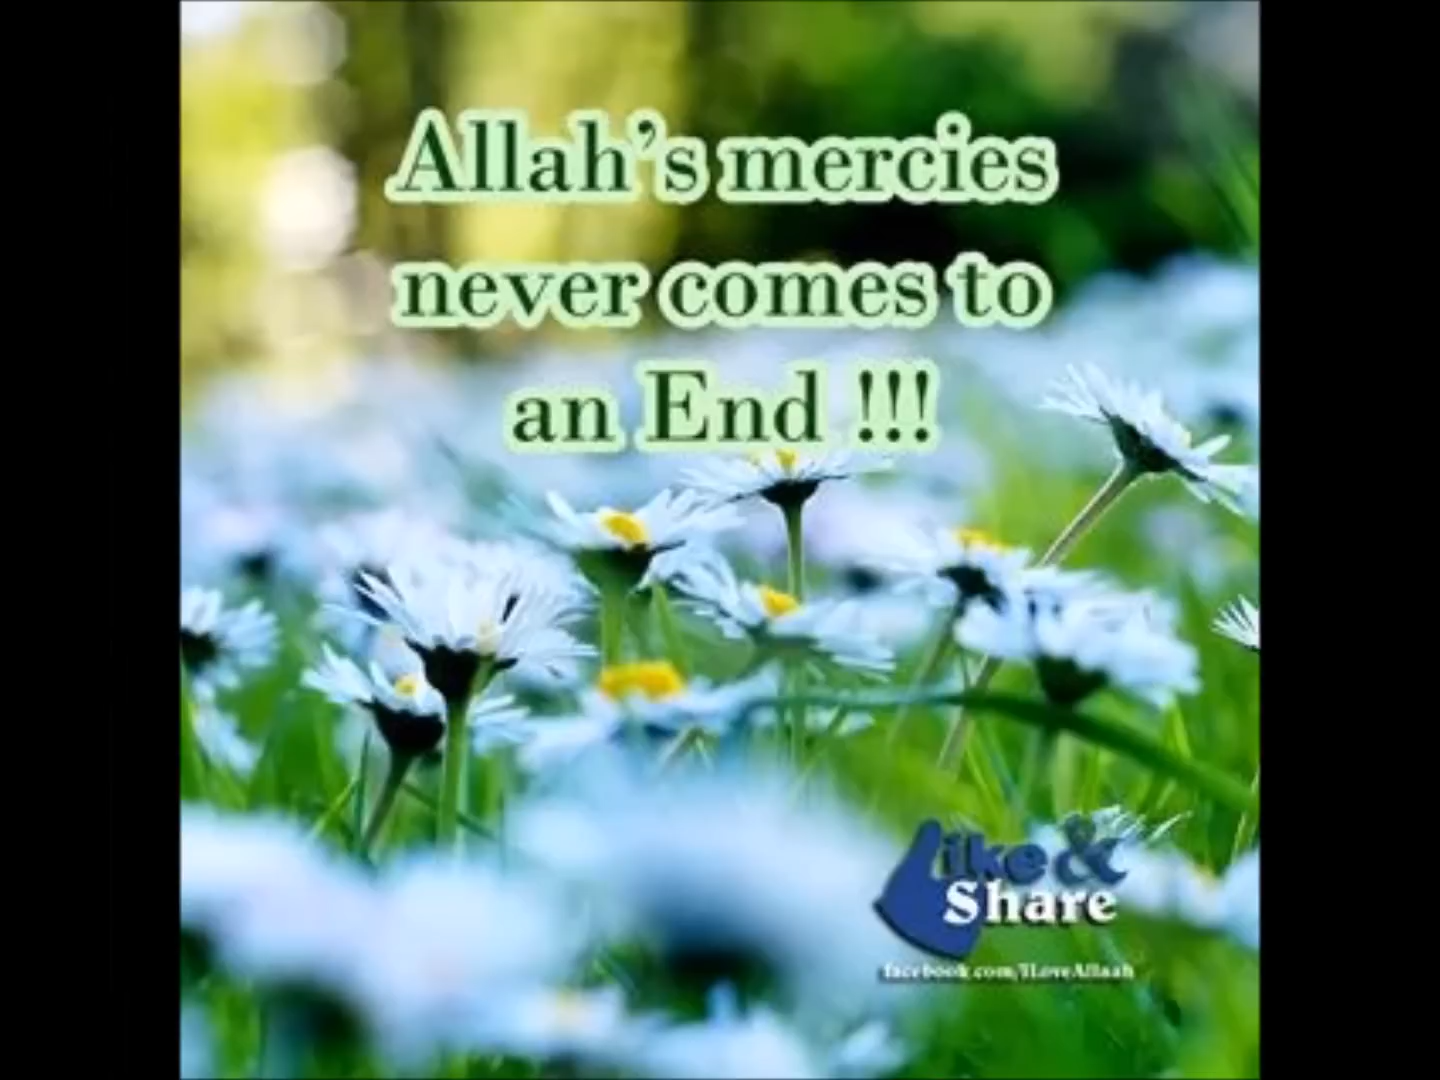 Allah's mercies
never comes to
an End !!!
Like &
Share
facebook.com/ILoveAllaah